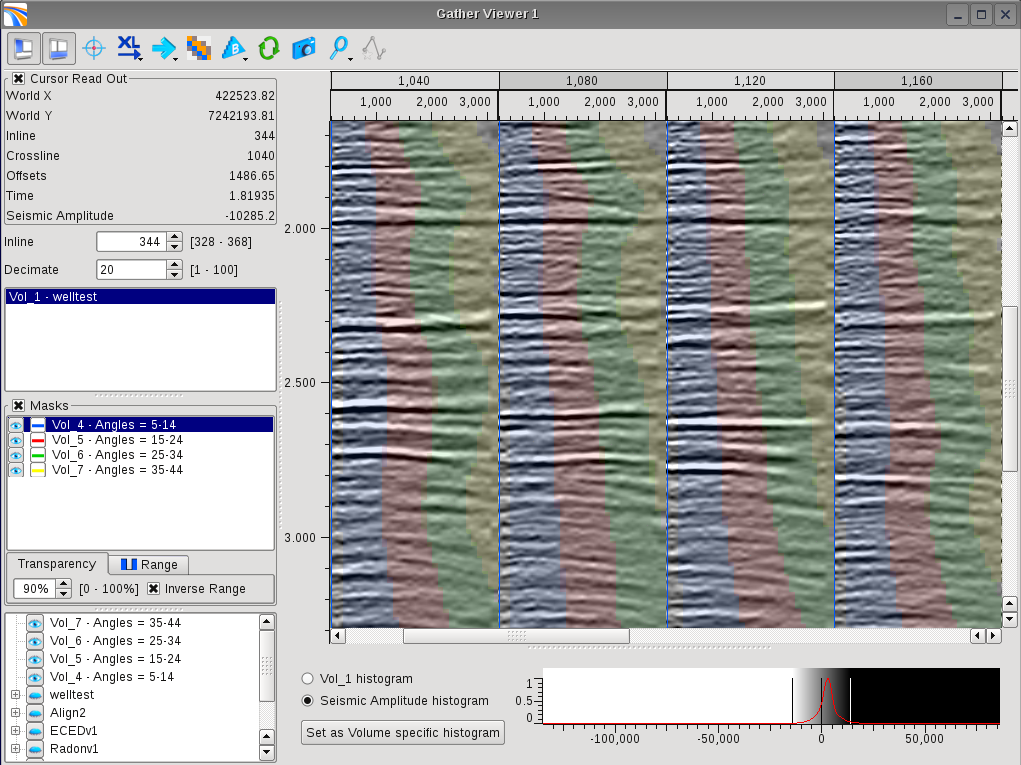 Gather Viewer 1
XL
B
Cursor Read Out
World X 422523.82
World Y 7242193.81
Inline 344
Crossline 1040
Offsets 1486.65
Time 1.81935
Seismic Amplitude -10285.2
Inline 344 [328 - 368]
Decimate 20 [1 - 100]
Vol_1 - welltest
Masks
Vol_4 - Angles = 5-14
Vol_5 - Angles = 15-24
Vol_6 - Angles = 25-34
Vol_7 - Angles = 35-44
Transparency Range
90% [0 - 100%] Inverse Range
Vol_7 - Angles = 35-44
Vol_6 - Angles = 25-34
Vol_5 - Angles = 15-24
Vol_4 - Angles = 5-14
welltest
Align2
ECEDv1
Radonv1
1,040 1,080 1,120 1,160
1,000 2,000 3,000 1,000 2,000 3,000 1,000 2,000 3,000 1,000 2,000 3,000
2.000
2.500
3.000
Vol_1 histogram
Seismic Amplitude histogram
Set as Volume specific histogram
1
0.5
0
-100,000 -50,000 0 50,000